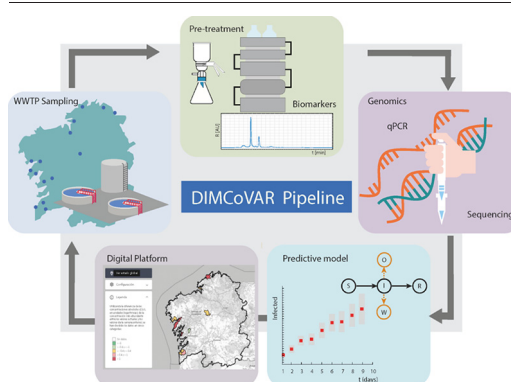 Pre-treatment
Biomarkers
R [AU]
t [min]
WWTP Sampling
Genomics
qPCR
Sequencing
DIMCoVAR Pipeline
Digital Platform
Predictive model
O
S
I
R
W
Infected
1 2 3 4 5 6 7 8 9 10
t [days]